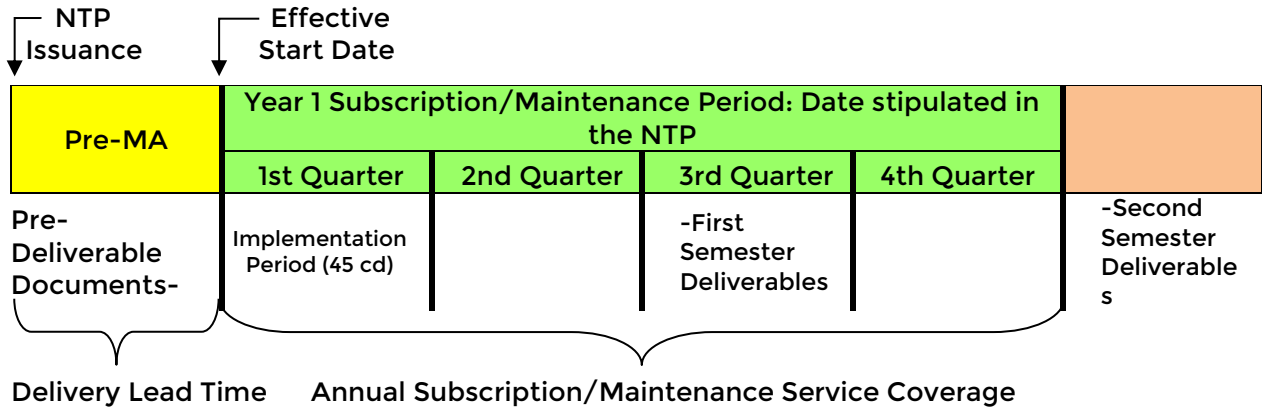 NTP
Issuance
Effective
Start Date
Pre-MA
Year 1 Subscription/Maintenance Period: Date stipulated in
the NTP
1st Quarter
2nd Quarter
3rd Quarter
4th Quarter
Pre-
Deliverable
Documents-
Implementation
Period (45 cd)
-First
Semester
Deliverables
-Second
Semester
Deliverable
s
Delivery Lead Time
Annual Subscription/Maintenance Service Coverage